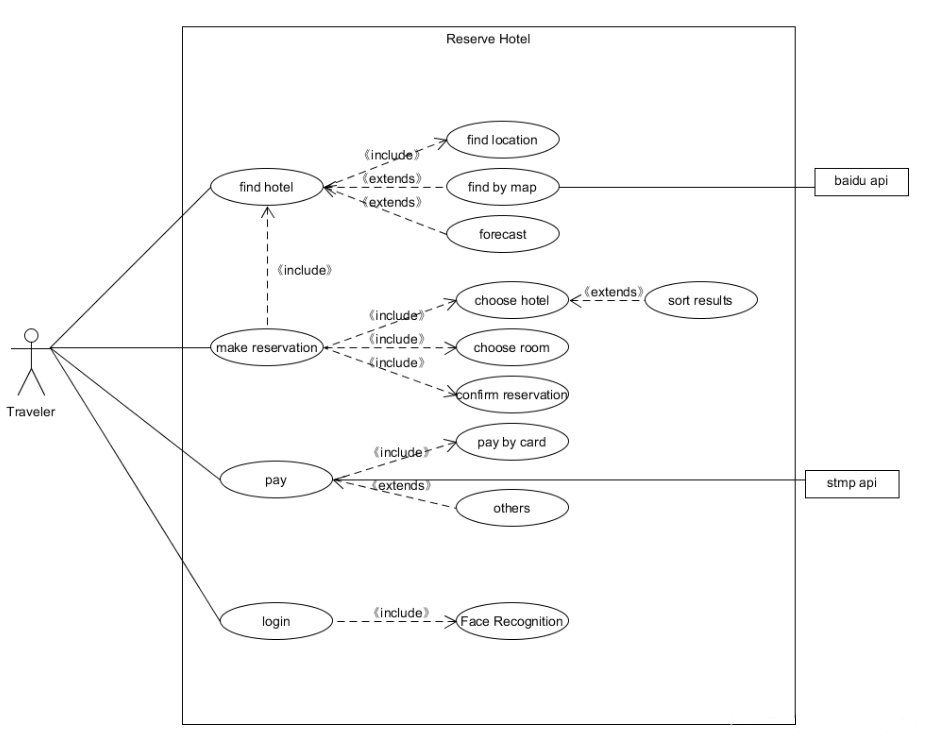 Reserve Hotel
find location
《include》
find hotel
《extends》
find by map
baidu api
《extends》
forecast
《include》
choose hotel
《extends》
sort results
《include》
make reservation
《include》
choose room
《include》
confirm reservation
Traveler
pay by card
《include》
pay
《extends》
stmp api
others
login
《include》
Face Recognition